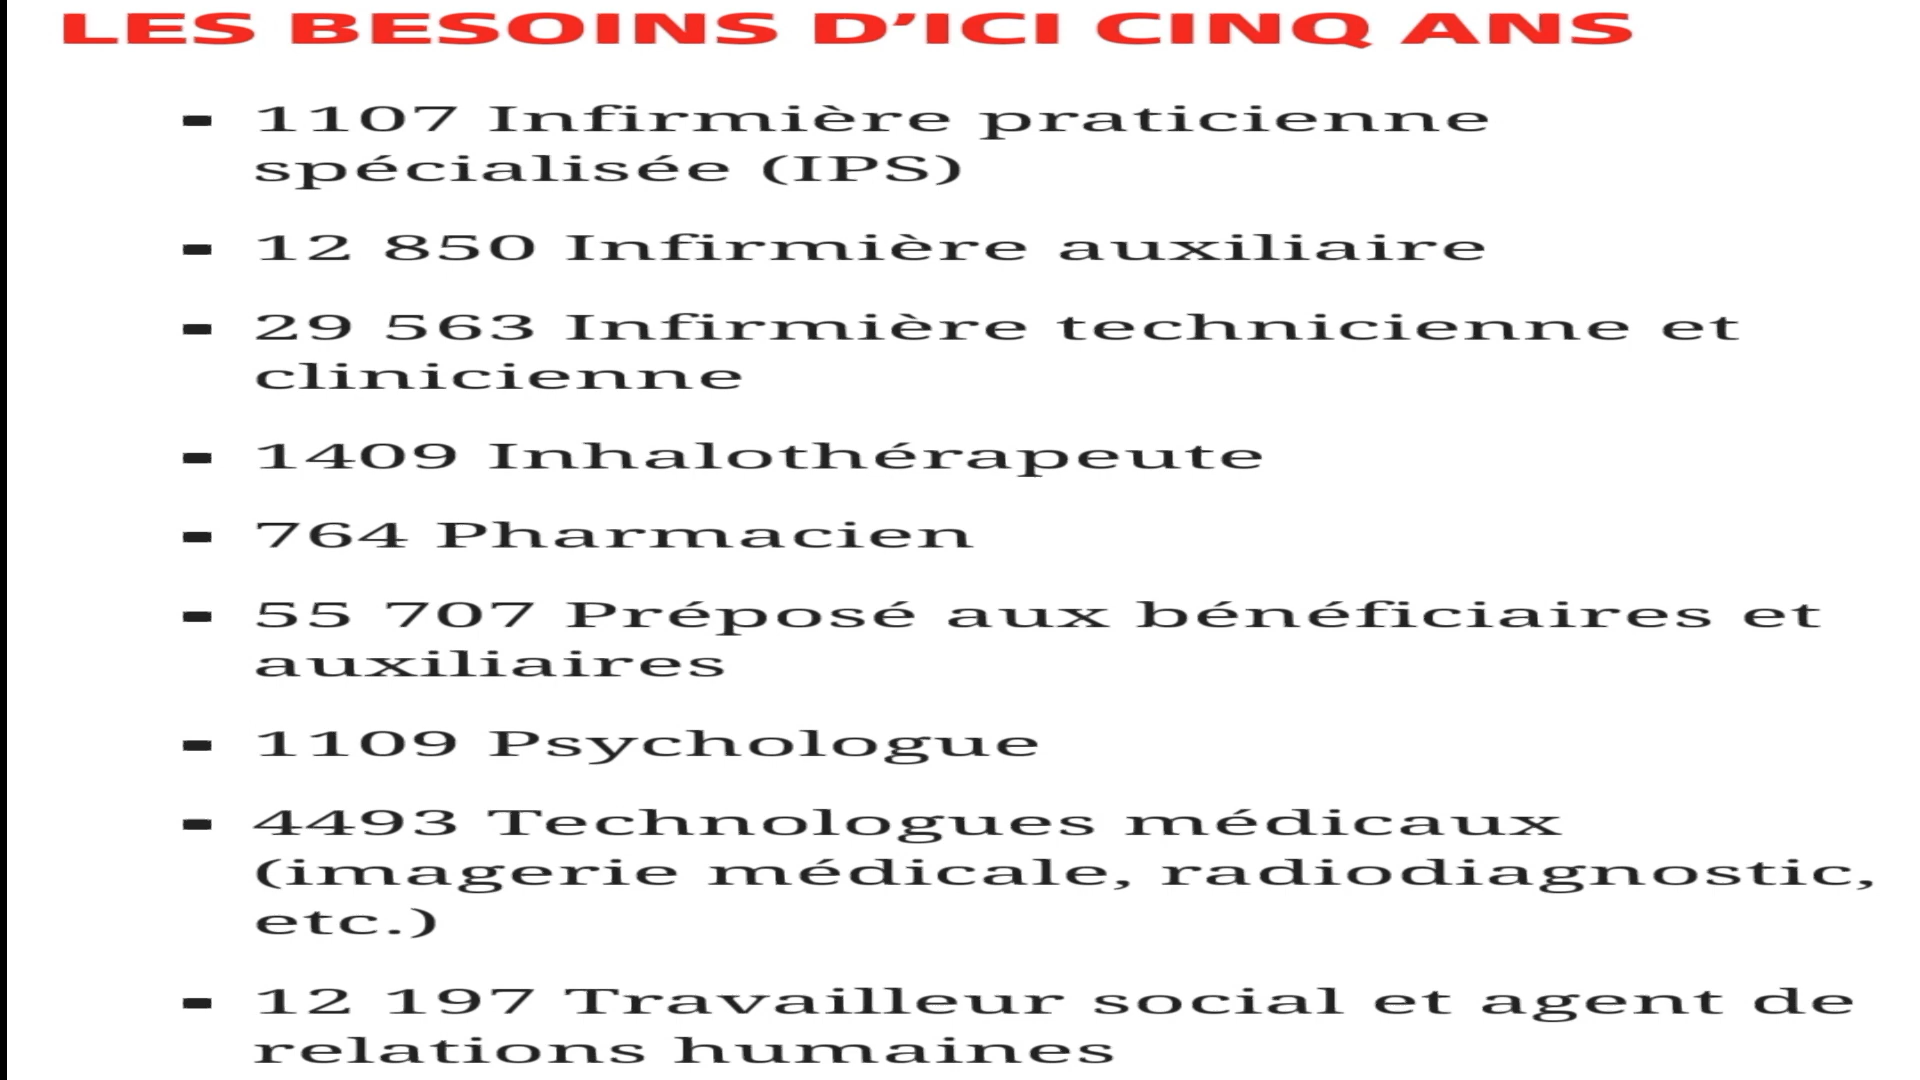 LES BESOINS D’ICI CINQ ANS
- 1107 Infirmière praticienne
spécialisée (IPS)
- 12 850 Infirmière auxiliaire
- 29 563 Infirmière technicienne et
clinicienne
- 1409 Inhalothérapeute
- 764 Pharmacien
- 55 707 Préposé aux bénéficiaires et
auxiliaires
- 1109 Psychologue
- 4493 Technologues médicaux
(imagerie médicale, radiodiagnostic,
etc.)
- 12 197 Travailleur social et agent de
relations humaines